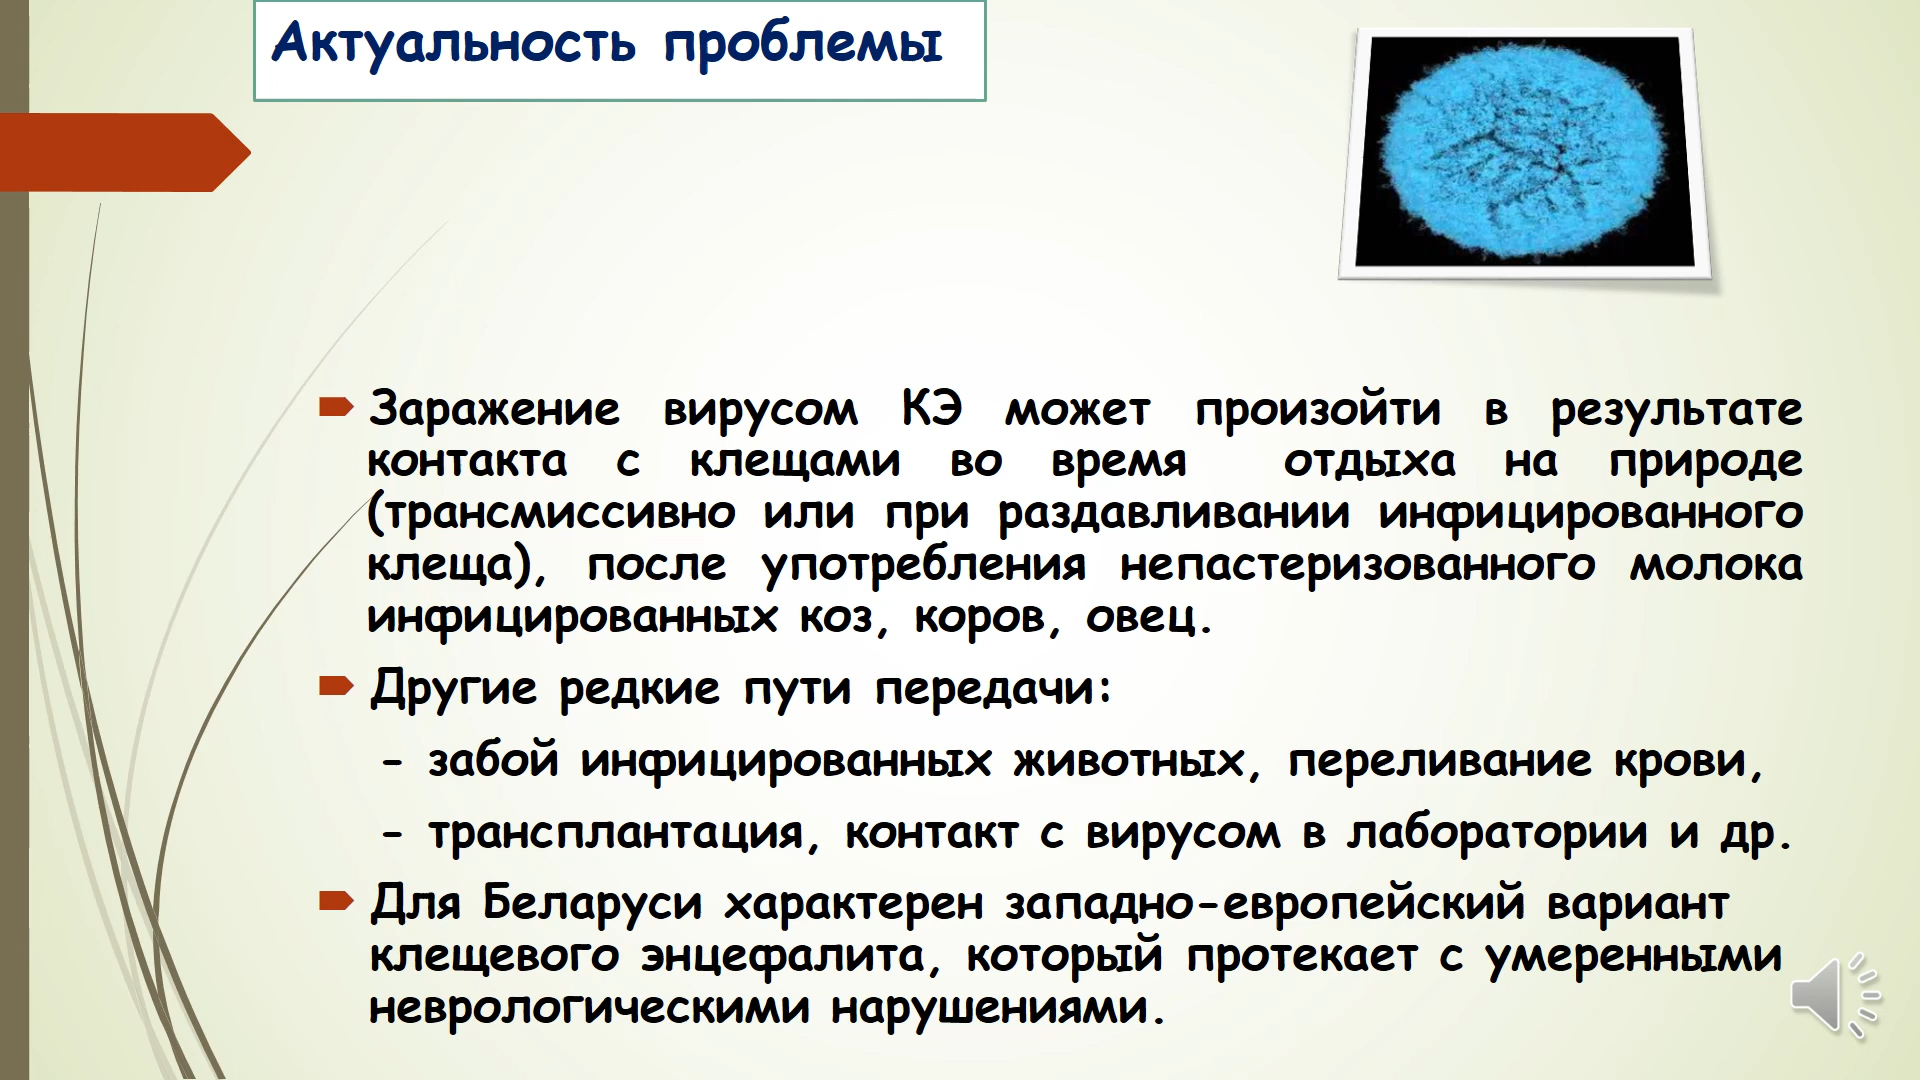 Актуальность проблемы
Заражение вирусом КЭ может произойти в результате
контакта с клещами во время отдыха на природе
(трансмиссивно или при раздавливании инфицированного
клеща), после употребления непастеризованного молока
инфицированных коз, коров, овец.
Другие редкие пути передачи:
- забой инфицированных животных, переливание крови,
- трансплантация, контакт с вирусом в лаборатории и др.
Для Беларуси характерен западно-европейский вариант
клещевого энцефалита, который протекает с умеренными
неврологическими нарушениями.